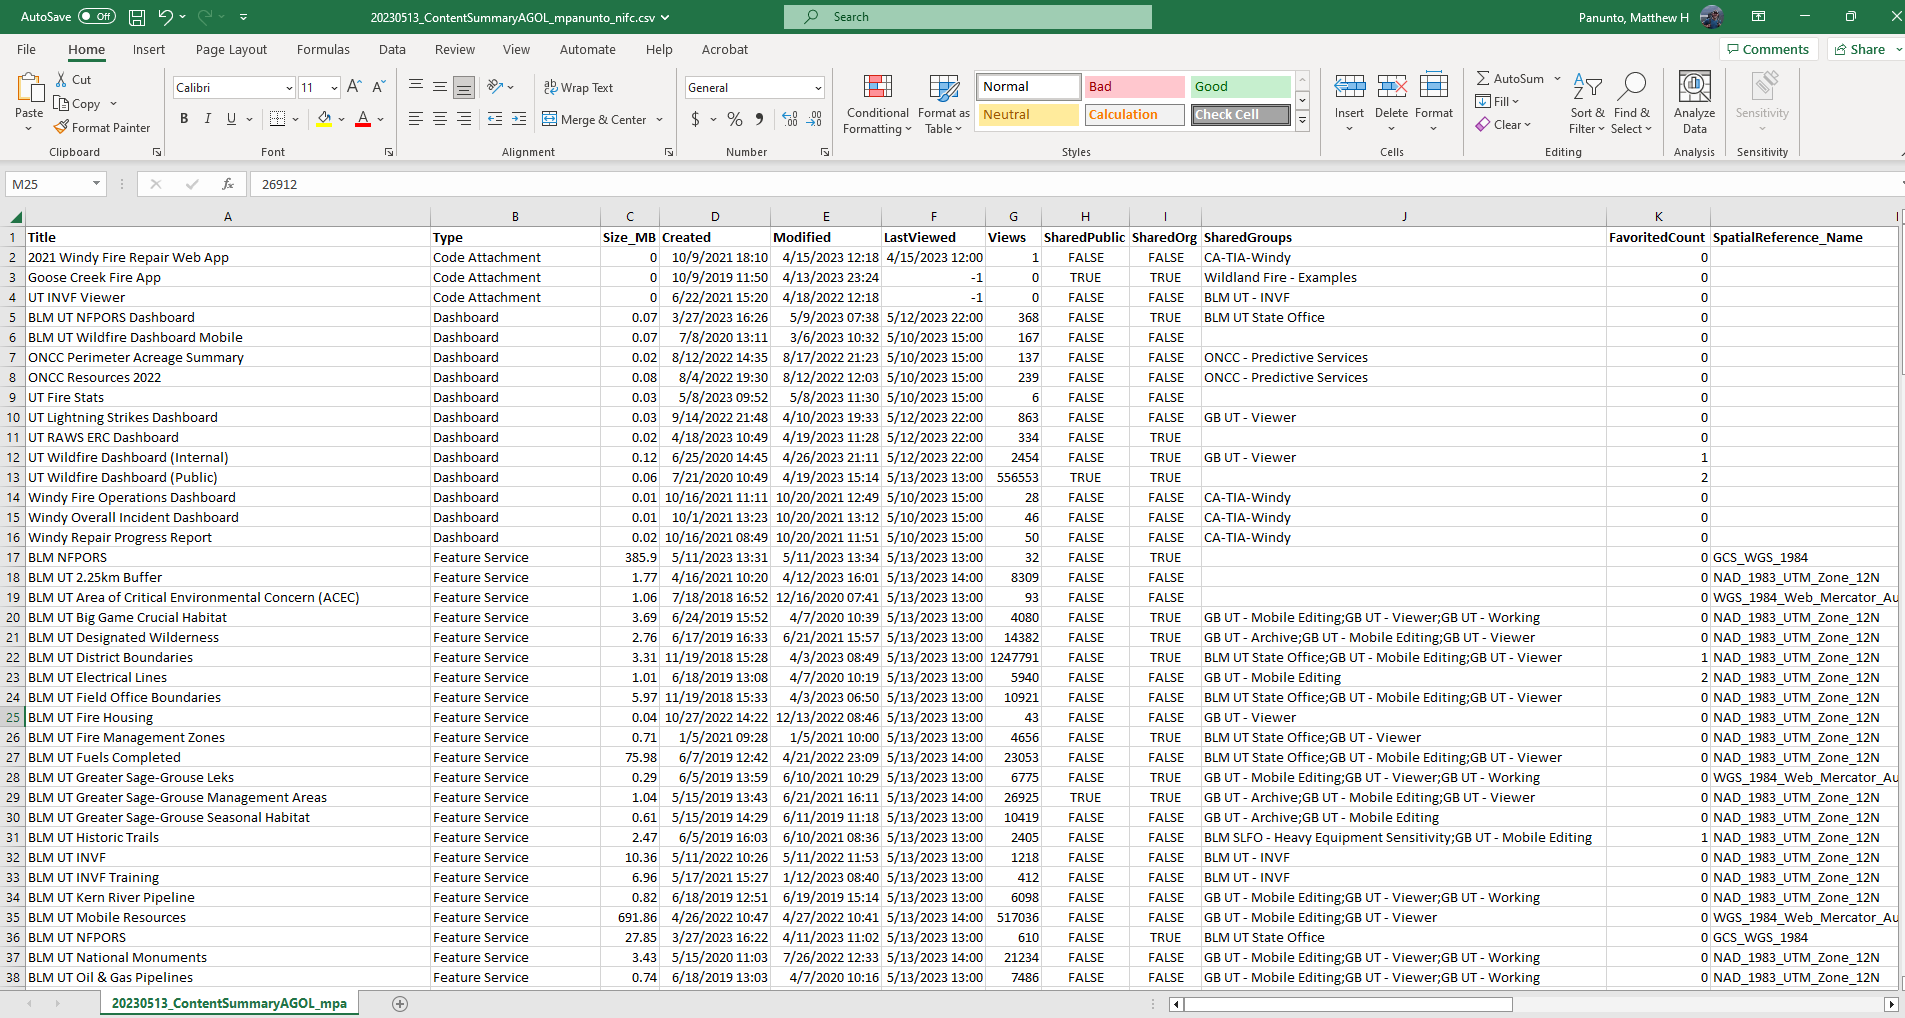 AutoSave Off 20230513_ContentSummaryAGOL_mpanunto_nifc.csv Search Panunto, Matthew H
File Home Insert Page Layout Formulas Data Review View Automate Help Acrobat Comments Share
Paste Cut Copy Format Painter Clipboard
Calibri 11 A A B I U A Font
ab Wrap Text Merge & Center Alignment
General $ % Number
Conditional Formatting Format as Table Normal Bad Good Neutral Calculation Check Cell Styles
Insert Delete Format Cells
AutoSum Fill Clear Sort & Filter Find & Select Editing
Analyze Data Analysis Sensitivity Sensitivity
M25 fx 26912
A B C D E F G H I J K
1 Title Type Size_MB Created Modified LastViewed Views SharedPublic SharedOrg SharedGroups FavoritedCount SpatialReference_Name
2 2021 Windy Fire Repair Web App Code Attachment 0 10/9/2021 18:10 4/15/2023 12:18 4/15/2023 12:00 1 FALSE FALSE CA-TIA-Windy 0
3 Goose Creek Fire App Code Attachment 0 10/9/2019 11:50 4/13/2023 23:24 -1 0 TRUE TRUE Wildland Fire - Examples 0
4 UT INVF Viewer Code Attachment 0 6/22/2021 15:20 4/18/2022 12:18 -1 0 FALSE FALSE BLM UT - INVF 0
5 BLM UT NFPORS Dashboard Dashboard 0.07 3/27/2023 16:26 5/9/2023 07:38 5/12/2023 22:00 368 FALSE TRUE BLM UT State Office 0
6 BLM UT Wildfire Dashboard Mobile Dashboard 0.07 7/8/2020 13:11 3/6/2023 10:32 5/10/2023 15:00 167 FALSE FALSE 0
7 ONCC Perimeter Acreage Summary Dashboard 0.02 8/12/2022 14:35 8/17/2022 21:23 5/10/2023 15:00 137 FALSE FALSE ONCC - Predictive Services 0
8 ONCC Resources 2022 Dashboard 0.08 8/4/2022 19:30 8/12/2022 12:03 5/10/2023 15:00 239 FALSE FALSE ONCC - Predictive Services 0
9 UT Fire Stats Dashboard 0.03 5/8/2023 09:52 5/8/2023 11:30 5/10/2023 15:00 6 FALSE FALSE 0
10 UT Lightning Strikes Dashboard Dashboard 0.03 9/14/2022 21:48 4/10/2023 19:33 5/12/2023 22:00 863 FALSE FALSE GB UT - Viewer 0
11 UT RAWS ERC Dashboard Dashboard 0.02 4/18/2023 10:49 4/19/2023 11:28 5/12/2023 22:00 334 FALSE TRUE 0
12 UT Wildfire Dashboard (Internal) Dashboard 0.12 6/25/2020 14:45 4/26/2023 21:11 5/12/2023 22:00 2454 FALSE TRUE GB UT - Viewer 1
13 UT Wildfire Dashboard (Public) Dashboard 0.06 7/21/2020 10:49 4/19/2023 15:14 5/13/2023 13:00 556553 TRUE TRUE 2
14 Windy Fire Operations Dashboard Dashboard 0.01 10/16/2021 11:11 10/20/2021 12:49 5/10/2023 15:00 28 FALSE FALSE CA-TIA-Windy 0
15 Windy Overall Incident Dashboard Dashboard 0.01 10/1/2021 13:23 10/20/2021 13:12 5/10/2023 15:00 46 FALSE FALSE CA-TIA-Windy 0
16 Windy Repair Progress Report Dashboard 0.02 10/16/2021 08:49 10/20/2021 11:51 5/10/2023 15:00 50 FALSE FALSE CA-TIA-Windy 0
17 BLM NFPORS Feature Service 385.9 5/11/2023 13:31 5/11/2023 13:34 5/13/2023 13:00 32 FALSE TRUE 0 GCS_WGS_1984
18 BLM UT 2.25km Buffer Feature Service 1.77 4/16/2021 10:20 4/12/2023 16:01 5/13/2023 14:00 8309 FALSE FALSE 0 NAD_1983_UTM_Zone_12N
19 BLM UT Area of Critical Environmental Concern (ACEC) Feature Service 1.06 7/18/2018 16:52 12/16/2020 07:41 5/13/2023 13:00 93 FALSE FALSE 0 WGS_1984_Web_Mercator_Au
20 BLM UT Big Game Crucial Habitat Feature Service 3.69 6/24/2019 15:52 4/7/2020 10:39 5/13/2023 13:00 4080 FALSE TRUE GB UT - Mobile Editing;GB UT - Viewer;GB UT - Working 0 NAD_1983_UTM_Zone_12N
21 BLM UT Designated Wilderness Feature Service 2.76 6/17/2019 16:33 6/21/2021 15:57 5/13/2023 13:00 14382 FALSE TRUE GB UT - Archive;GB UT - Mobile Editing;GB UT - Viewer 0 NAD_1983_UTM_Zone_12N
22 BLM UT District Boundaries Feature Service 3.31 11/19/2018 15:28 4/3/2023 08:49 5/13/2023 13:00 1247791 FALSE TRUE BLM UT State Office;GB UT - Mobile Editing;GB UT - Viewer 1 NAD_1983_UTM_Zone_12N
23 BLM UT Electrical Lines Feature Service 1.01 6/18/2019 13:08 4/7/2020 10:19 5/13/2023 13:00 5940 FALSE FALSE GB UT - Mobile Editing 2 NAD_1983_UTM_Zone_12N
24 BLM UT Field Office Boundaries Feature Service 5.97 11/19/2018 15:33 4/3/2023 06:50 5/13/2023 13:00 10921 FALSE FALSE BLM UT State Office;GB UT - Mobile Editing;GB UT - Viewer 0 NAD_1983_UTM_Zone_12N
25 BLM UT Fire Housing Feature Service 0.04 10/27/2022 14:22 12/13/2022 08:46 5/13/2023 13:00 43 FALSE FALSE GB UT - Viewer 0 NAD_1983_UTM_Zone_12N
26 BLM UT Fire Management Zones Feature Service 0.71 1/5/2021 09:28 1/5/2021 10:00 5/13/2023 13:00 4656 FALSE TRUE BLM UT State Office;GB UT - Viewer 0 NAD_1983_UTM_Zone_12N
27 BLM UT Fuels Completed Feature Service 75.98 6/7/2019 12:42 4/21/2022 23:09 5/13/2023 14:00 23053 FALSE FALSE BLM UT State Office;GB UT - Mobile Editing;GB UT - Viewer 0 NAD_1983_UTM_Zone_12N
28 BLM UT Greater Sage-Grouse Leks Feature Service 0.29 6/5/2019 13:59 6/10/2021 10:29 5/13/2023 13:00 6775 FALSE TRUE GB UT - Mobile Editing;GB UT - Viewer;GB UT - Working 0 WGS_1984_Web_Mercator_Au
29 BLM UT Greater Sage-Grouse Management Areas Feature Service 1.04 5/15/2019 13:43 6/21/2021 16:11 5/13/2023 14:00 26925 TRUE TRUE GB UT - Archive;GB UT - Mobile Editing;GB UT - Viewer 0 NAD_1983_UTM_Zone_12N
30 BLM UT Greater Sage-Grouse Seasonal Habitat Feature Service 0.61 5/15/2019 14:29 6/11/2019 11:18 5/13/2023 13:00 10419 FALSE FALSE GB UT - Archive;GB UT - Mobile Editing 0 NAD_1983_UTM_Zone_12N
31 BLM UT Historic Trails Feature Service 2.47 6/5/2019 16:03 6/10/2021 08:36 5/13/2023 13:00 2405 FALSE FALSE BLM SLFO - Heavy Equipment Sensitivity;GB UT - Mobile Editing 1 NAD_1983_UTM_Zone_12N
32 BLM UT INVF Feature Service 10.36 5/11/2022 10:26 5/11/2022 11:53 5/13/2023 13:00 1218 FALSE FALSE BLM UT - INVF 0 NAD_1983_UTM_Zone_12N
33 BLM UT INVF Training Feature Service 6.96 5/17/2021 15:27 1/12/2023 08:40 5/13/2023 13:00 412 FALSE FALSE BLM UT - INVF 0 NAD_1983_UTM_Zone_12N
34 BLM UT Kern River Pipeline Feature Service 0.82 6/18/2019 12:51 6/19/2019 15:14 5/13/2023 13:00 6098 FALSE FALSE GB UT - Mobile Editing;GB UT - Viewer;GB UT - Working 0 NAD_1983_UTM_Zone_12N
35 BLM UT Mobile Resources Feature Service 691.86 4/26/2022 10:47 4/27/2022 10:41 5/13/2023 14:00 517036 FALSE FALSE GB UT - Mobile Editing;GB UT - Viewer 0 WGS_1984_Web_Mercator_Au
36 BLM UT NFPORS Feature Service 27.85 3/27/2023 16:22 4/11/2023 11:02 5/13/2023 13:00 610 FALSE TRUE BLM UT State Office 0 GCS_WGS_1984
37 BLM UT National Monuments Feature Service 3.43 5/15/2020 11:03 7/26/2022 12:33 5/13/2023 14:00 21234 FALSE FALSE GB UT - Mobile Editing;GB UT - Viewer;GB UT - Working 0 NAD_1983_UTM_Zone_12N
38 BLM UT Oil & Gas Pipelines Feature Service 0.74 6/18/2019 13:03 4/7/2020 10:16 5/13/2023 13:00 7486 FALSE FALSE GB UT - Mobile Editing;GB UT - Viewer;GB UT - Working 0 NAD_1983_UTM_Zone_12N
20230513_ContentSummaryAGOL_mpa